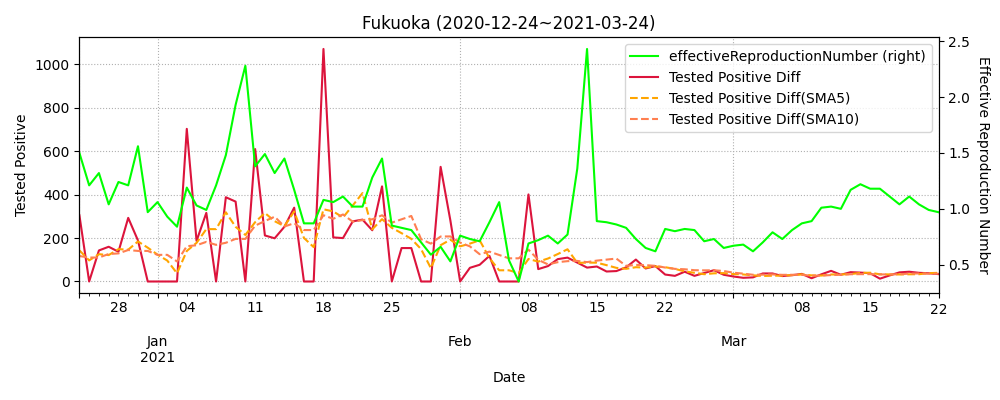 Fukuoka (2020-12-24~2021-03-24)
effectiveReproductionNumber (right)
Tested Positive Diff
Tested Positive Diff(SMA5)
Tested Positive Diff(SMA10)
Tested Positive
1000
800
600
400
200
0
2.5
2.0
1.5
1.0
0.5
Effective Reproduction Number
28 04 11 18 25 08 15 22 08 15 22
Jan Feb Mar
2021
Date